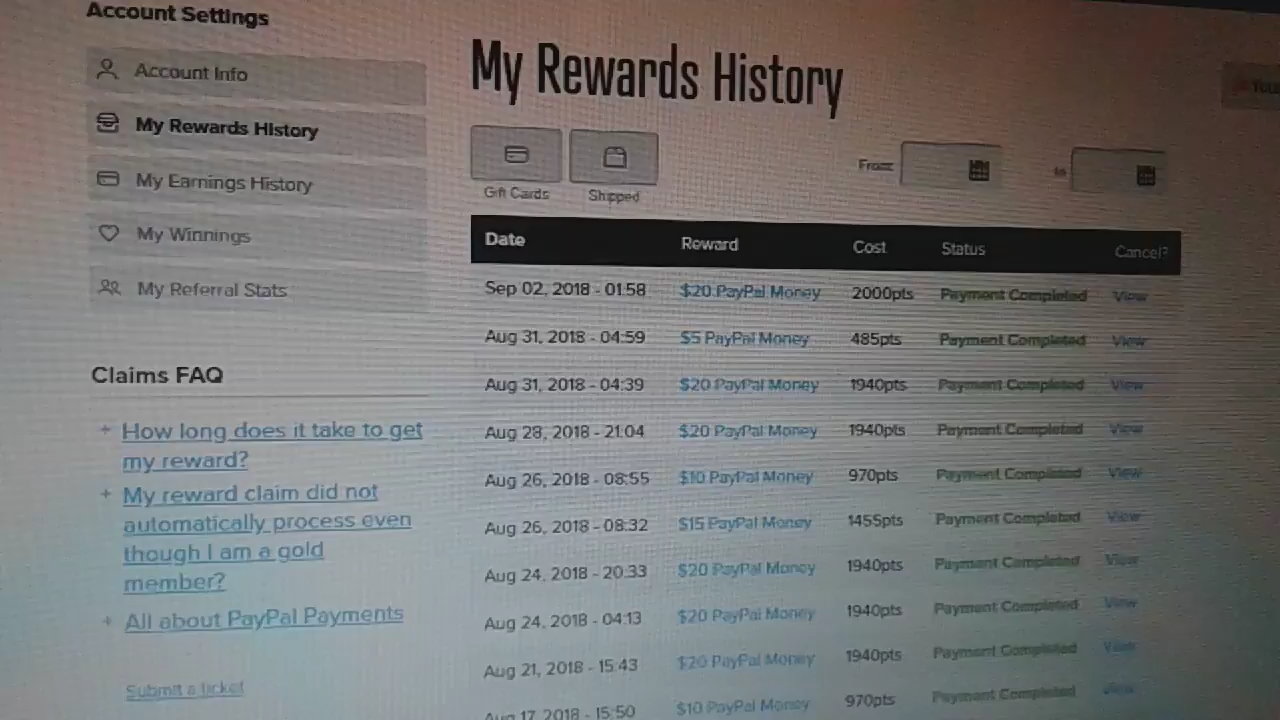 Account Settings
Account Info
My Rewards History
My Earnings History
My Winnings
My Referral Stats
Claims FAQ
+ How long does it take to get
my reward?
+ My reward claim did not
automatically process even
though I am a gold
member?
+ All about PayPal Payments
Submit a ticket
My Rewards History
Gift Cards
Shipped
From:
to
Date Reward Cost Status Cancel?
Sep 02, 2018 - 01:58 $20 PayPal Money 2000pts Payment Completed View
Aug 31, 2018 - 04:59 $5 PayPal Money 485pts Payment Completed View
Aug 31, 2018 - 04:39 $20 PayPal Money 1940pts Payment Completed View
Aug 28, 2018 - 21:04 $20 PayPal Money 1940pts Payment Completed View
Aug 26, 2018 - 08:55 $10 PayPal Money 970pts Payment Completed View
Aug 26, 2018 - 08:32 $15 PayPal Money 1455pts Payment Completed View
Aug 24, 2018 - 20:33 $20 PayPal Money 1940pts Payment Completed View
Aug 24, 2018 - 04:13 $20 PayPal Money 1940pts Payment Completed View
Aug 21, 2018 - 15:43 $20 PayPal Money 1940pts Payment Completed View
Aug 17, 2018 - 15:50 $10 PayPal Money 970pts Payment Completed View